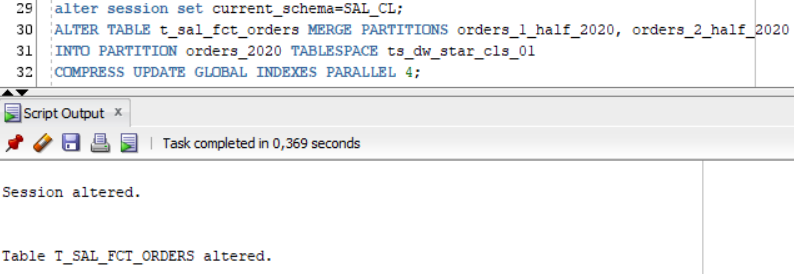 29 alter session set current_schema=SAL_CL;
30 ALTER TABLE t_sal_fct_orders MERGE PARTITIONS orders_1_half_2020, orders_2_half_2020
31 INTO PARTITION orders_2020 TABLESPACE ts_dw_star_cls_01
32 COMPRESS UPDATE GLOBAL INDEXES PARALLEL 4;
Script Output x
Task completed in 0,369 seconds
Session altered.
Table T_SAL_FCT_ORDERS altered.